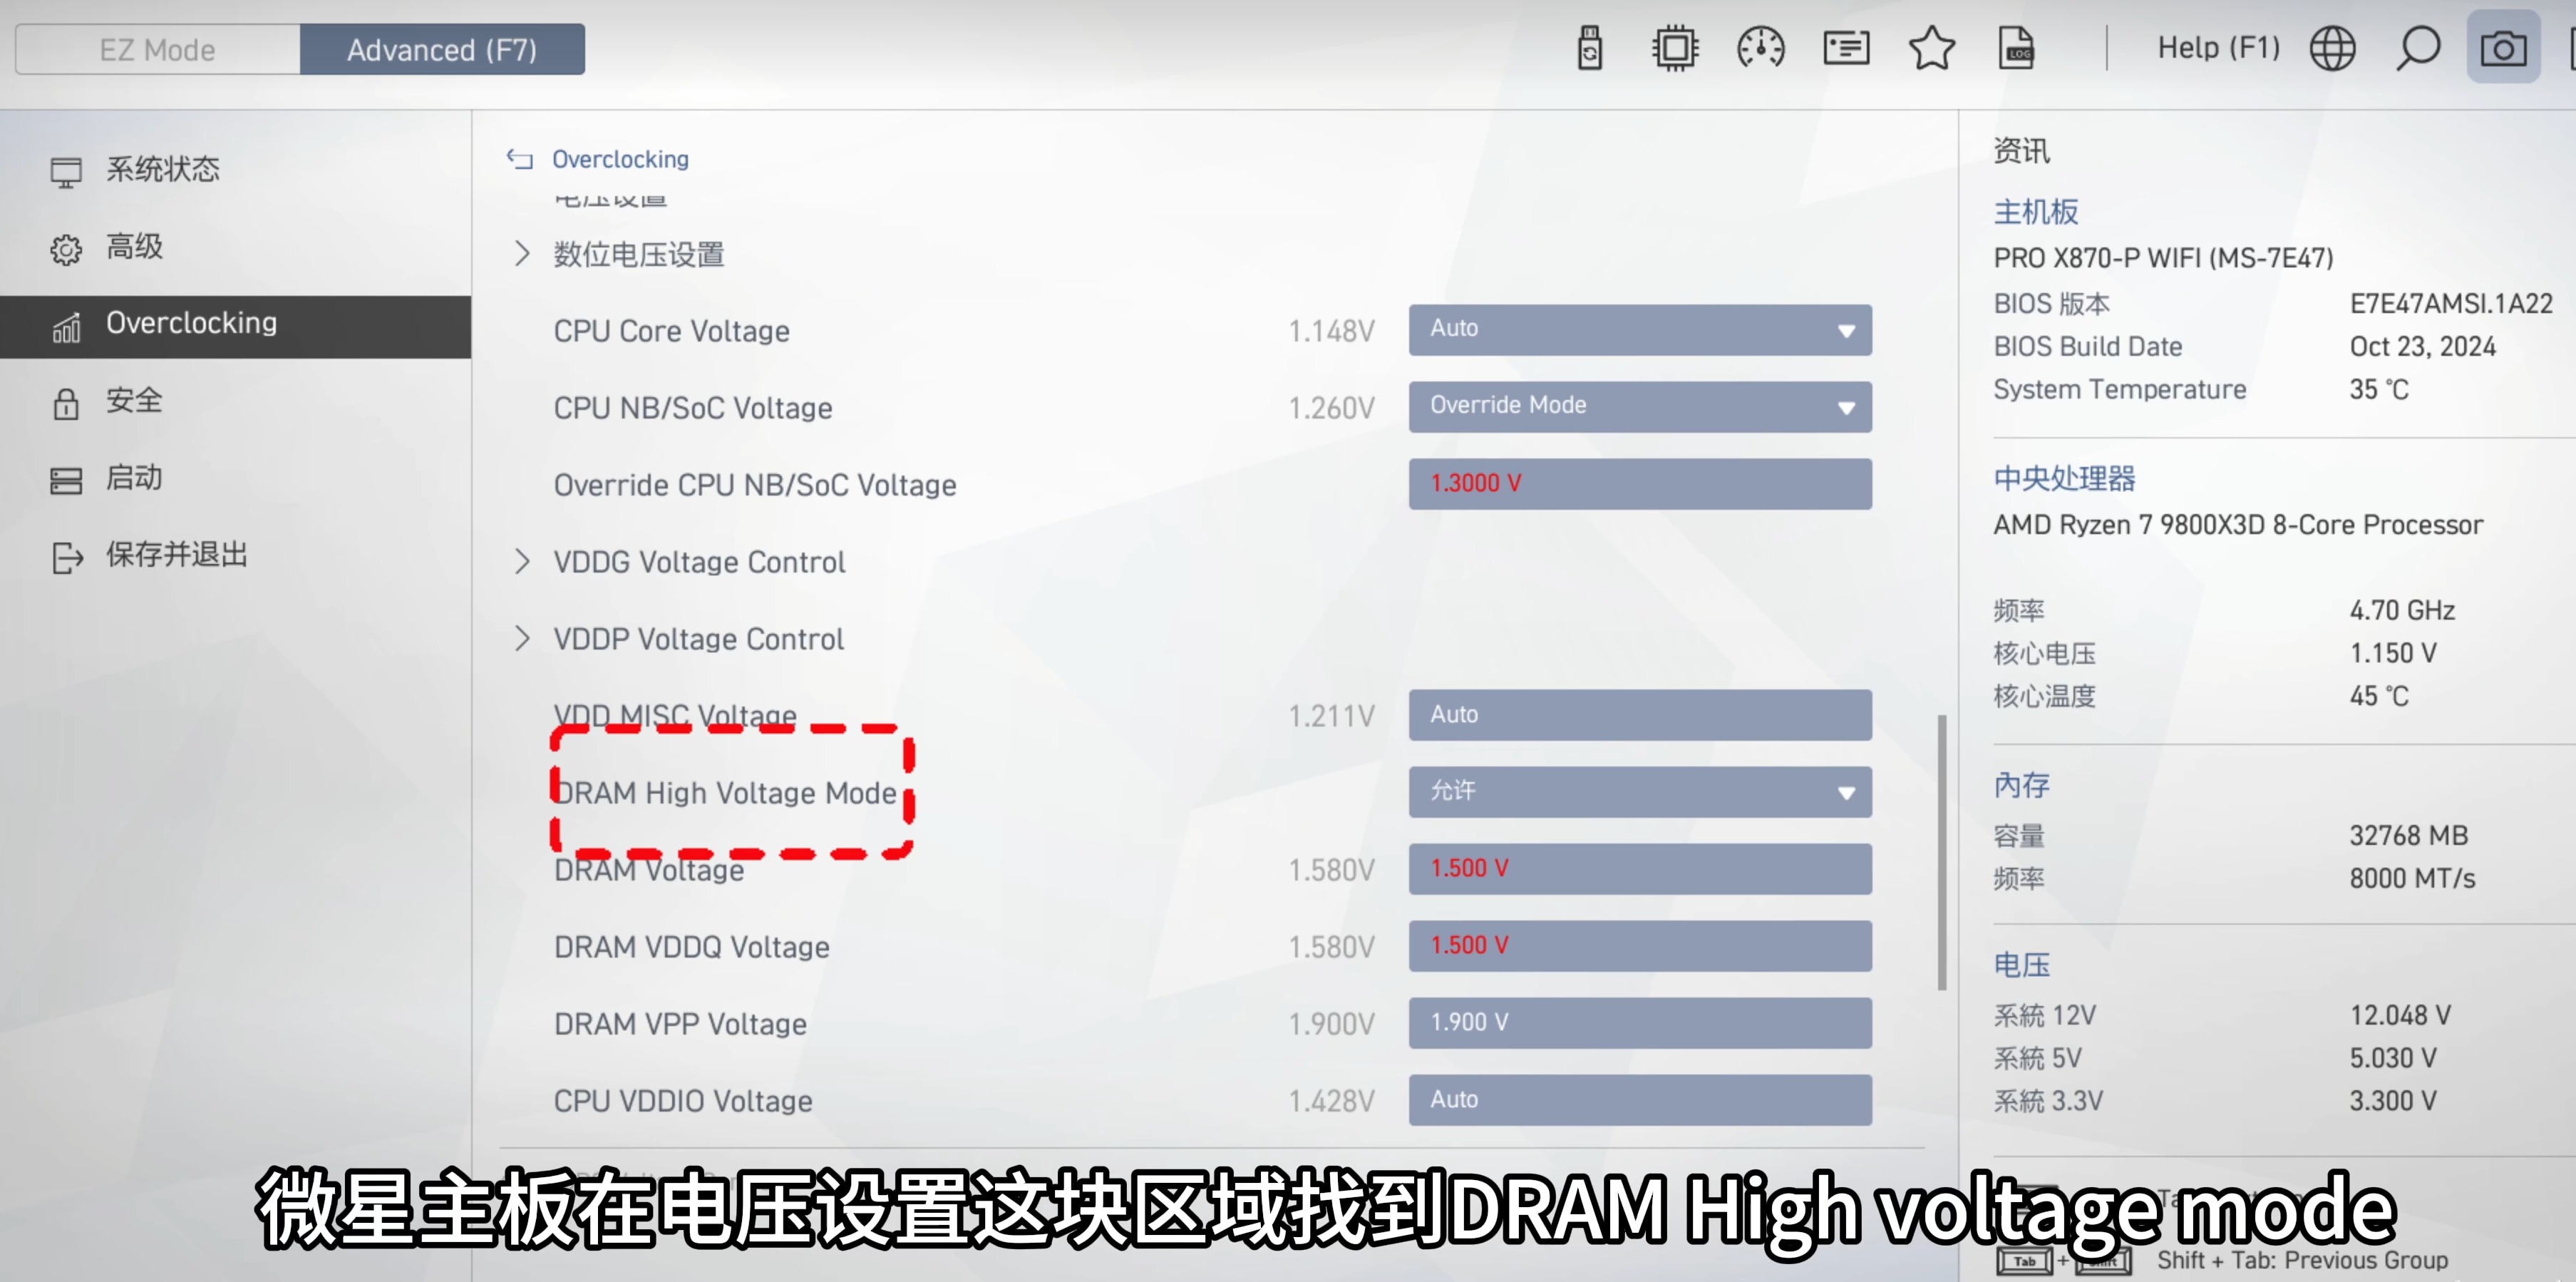 EZ Mode
Advanced (F7)
LOG
Help (F1)
系统状态
高级
Overclocking
安全
启动
保存并退出
Overclocking
电压设置
数位电压设置
CPU Core Voltage 1.148V Auto
CPU NB/SoC Voltage 1.260V Override Mode
Override CPU NB/SoC Voltage 1.3000 V
VDDG Voltage Control
VDDP Voltage Control
VDD MISC Voltage 1.211V Auto
DRAM High Voltage Mode 允许
DRAM Voltage 1.580V 1.500 V
DRAM VDDQ Voltage 1.580V 1.500 V
DRAM VPP Voltage 1.900V 1.900 V
CPU VDDIO Voltage 1.428V Auto
资讯
主机板
PRO X870-P WIFI (MS-7E47)
BIOS 版本 E7E47AMSI.1A22
BIOS Build Date Oct 23, 2024
System Temperature 35 °C
中央处理器
AMD Ryzen 7 9800X3D 8-Core Processor
频率 4.70 GHz
核心电压 1.150 V
核心温度 45 °C
內存
容量 32768 MB
频率 8000 MT/s
电压
系統 12V 12.048 V
系統 5V 5.030 V
系統 3.3V 3.300 V
微星主板在电压设置这块区域找到DRAM High voltage mode
Tab + Shift Shift + Tab: Previous Group